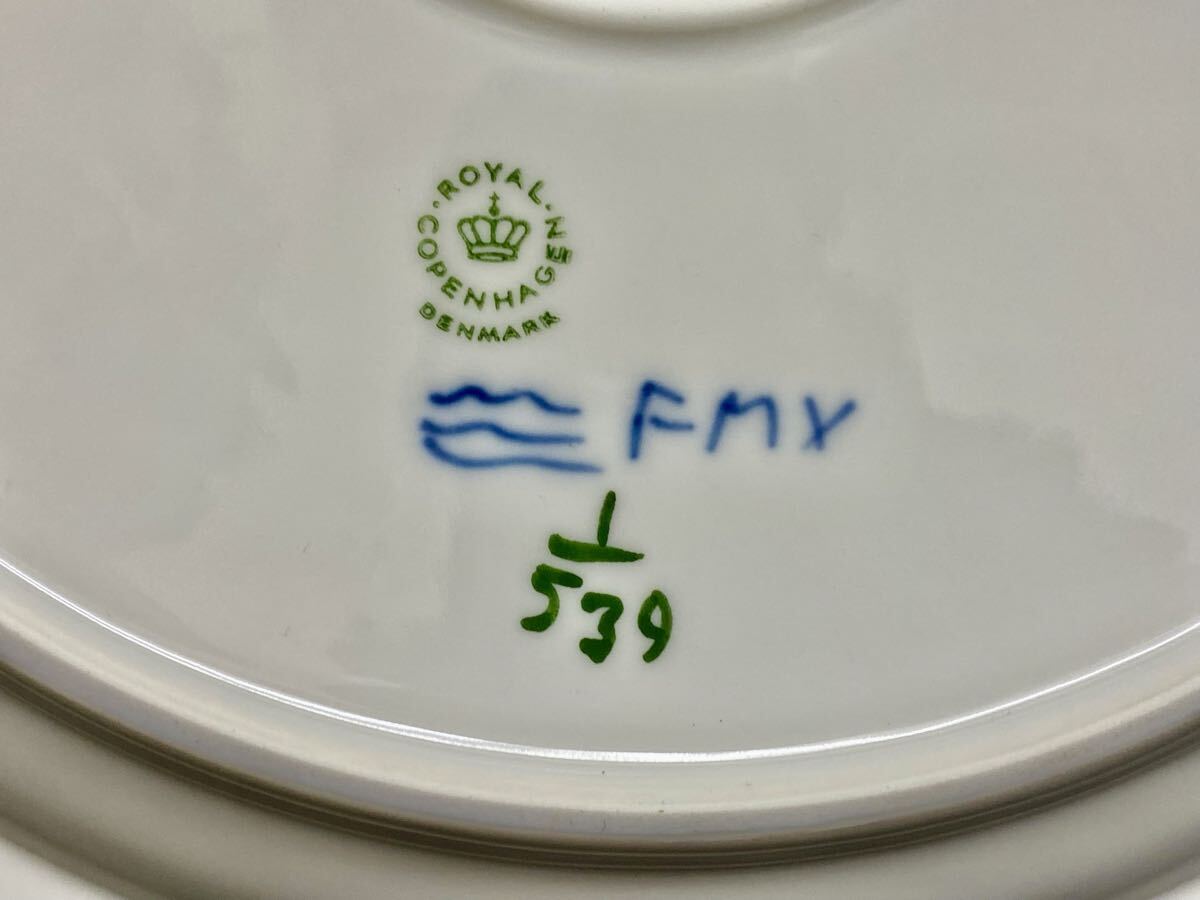 ROYAL
COPENHAGEN
DENMARK
FMY
1
539